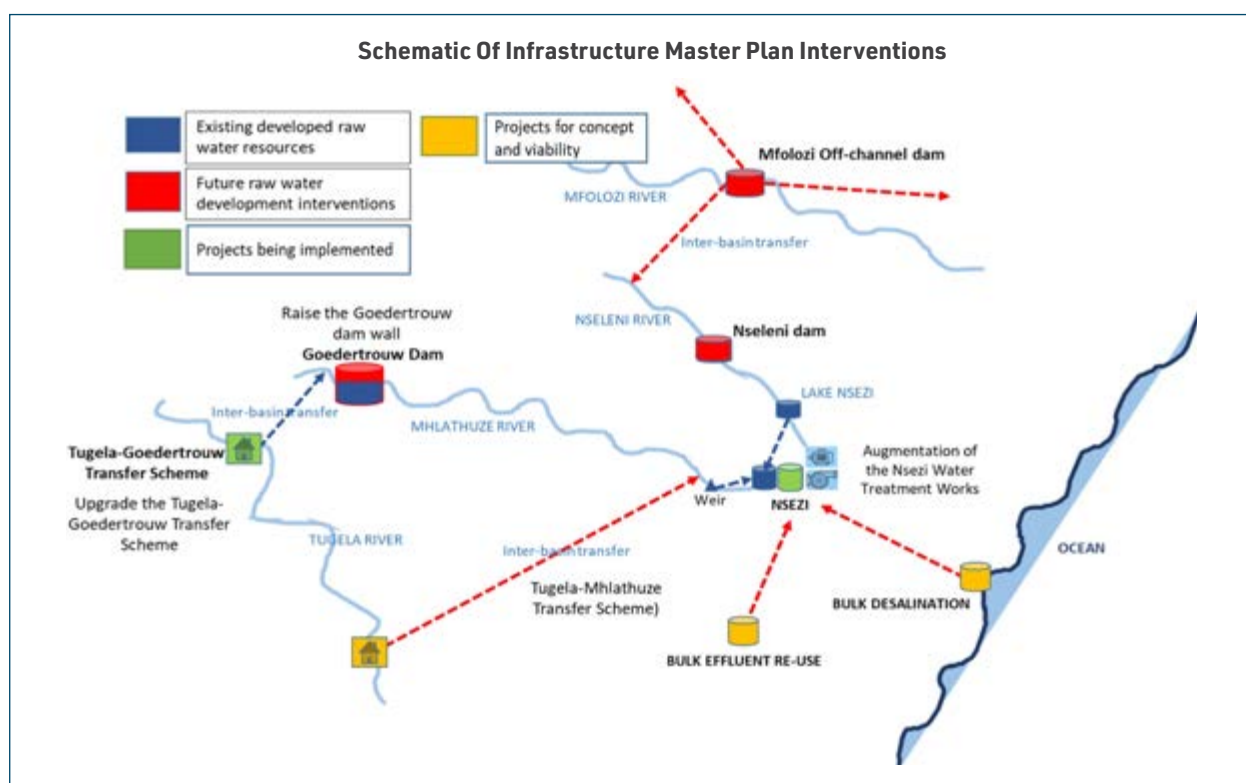 Schematic Of Infrastructure Master Plan Interventions
Existing developed raw
water resources
Projects for concept
and viability
Future raw water
development interventions
Projects being implemented
Mfolozi Off-channel dam
MFOLOZI RIVER
Inter-basin transfer
NSELENI RIVER
Nseleni dam
Raise the Goedertrouw
dam wall
Goedertrouw Dam
LAKE NSEZI
Inter-basin transfer
MHLATHUZE RIVER
Tugela-Goedertrouw
Transfer Scheme
Upgrade the Tugela-
Goedertrouw Transfer
Scheme
Augmentation of
the Nsezi Water
Treatment Works
Weir
NSEZI
TUGELA RIVER
Inter-basin transfer
Tugela-Mhlathuze
Transfer Scheme)
OCEAN
BULK DESALINATION
BULK EFFLUENT RE-USE